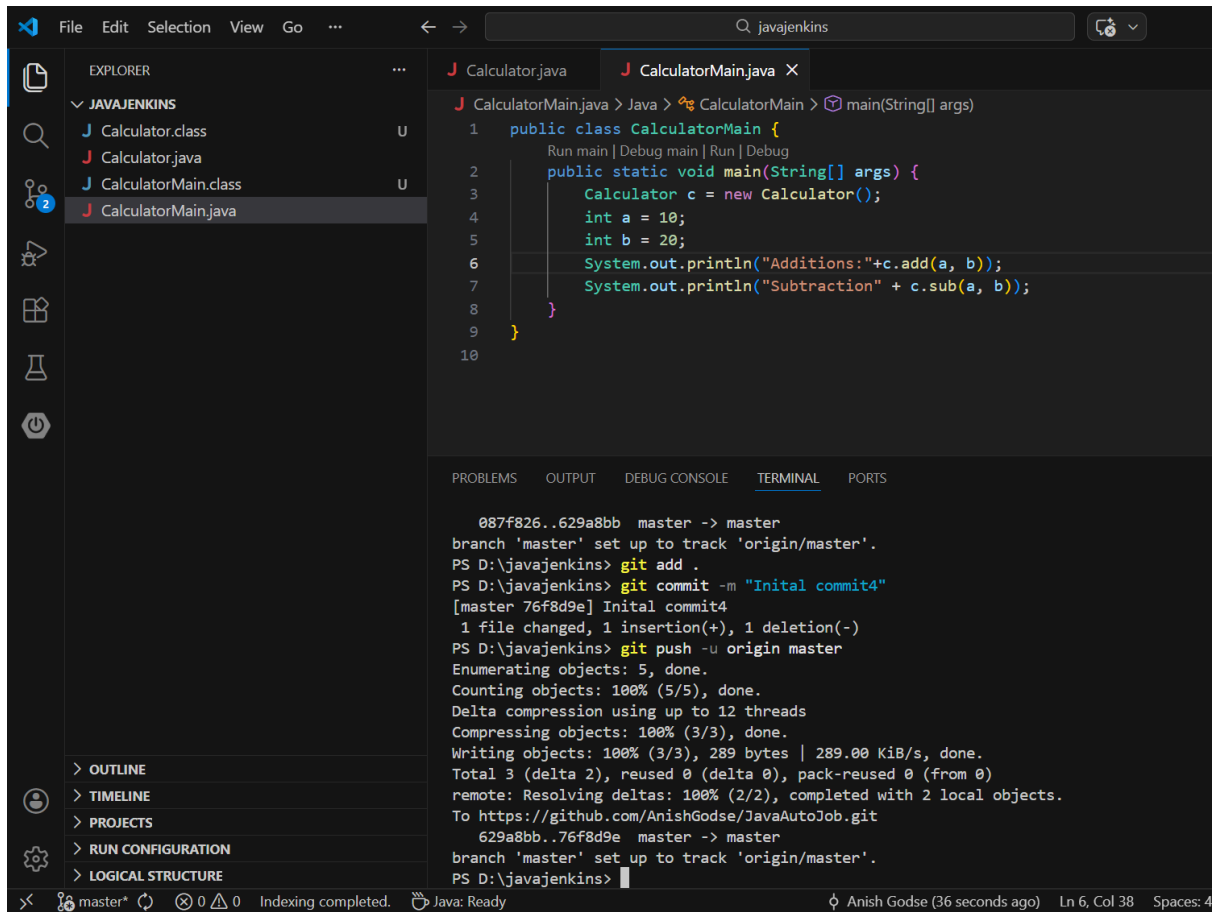 File Edit Selection View Go ··· ← → javajenkins
EXPLORER ···
JAVAJENKINS
J Calculator.class U
J Calculator.java
J CalculatorMain.class U
J CalculatorMain.java
2
OUTLINE
TIMELINE
PROJECTS
RUN CONFIGURATION
LOGICAL STRUCTURE
J Calculator.java J CalculatorMain.java ×
J CalculatorMain.java > Java > CalculatorMain > main(String[] args)
1 public class CalculatorMain {
Run main | Debug main | Run | Debug
2 public static void main(String[] args) {
3 Calculator c = new Calculator();
4 int a = 10;
5 int b = 20;
6 System.out.println("Additions:"+c.add(a, b));
7 System.out.println("Subtraction" + c.sub(a, b));
8 }
9 }
10
PROBLEMS OUTPUT DEBUG CONSOLE TERMINAL PORTS
087f826..629a8bb master -> master
branch 'master' set up to track 'origin/master'.
PS D:\javajenkins> git add .
PS D:\javajenkins> git commit -m "Inital commit4"
[master 76f8d9e] Inital commit4
1 file changed, 1 insertion(+), 1 deletion(-)
PS D:\javajenkins> git push -u origin master
Enumerating objects: 5, done.
Counting objects: 100% (5/5), done.
Delta compression using up to 12 threads
Compressing objects: 100% (3/3), done.
Writing objects: 100% (3/3), 289 bytes | 289.00 KiB/s, done.
Total 3 (delta 2), reused 0 (delta 0), pack-reused 0 (from 0)
remote: Resolving deltas: 100% (2/2), completed with 2 local objects.
To https://github.com/AnishGodse/JavaAutoJob.git
629a8bb..76f8d9e master -> master
branch 'master' set up to track 'origin/master'.
PS D:\javajenkins>
master* 0 0 Indexing completed. Java: Ready Anish Godse (36 seconds ago) Ln 6, Col 38 Spaces: 4